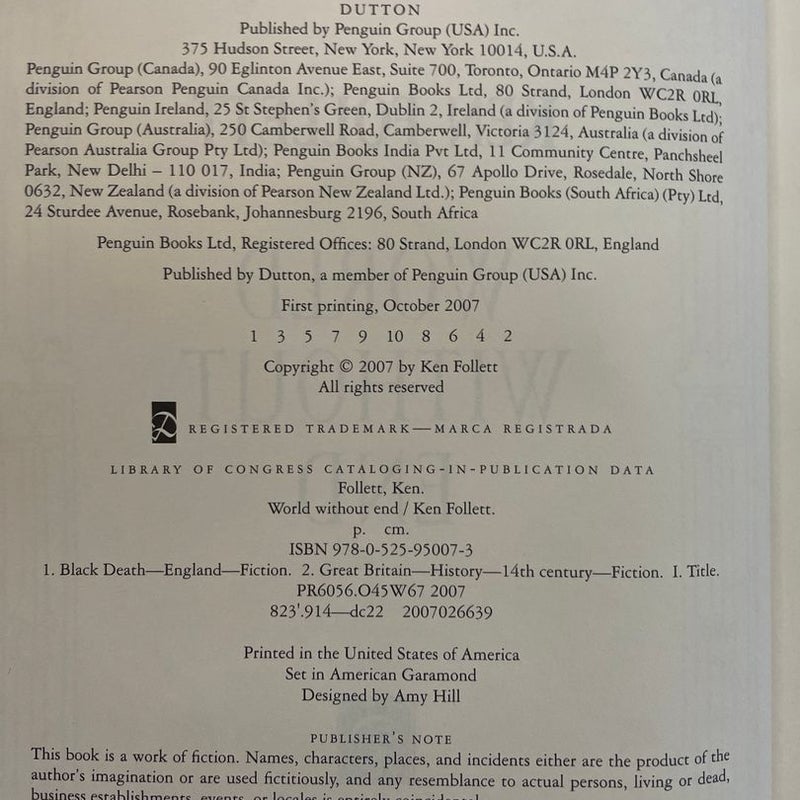 DUTTON
Published by Penguin Group (USA) Inc.
375 Hudson Street, New York, New York 10014, U.S.A.
Penguin Group (Canada), 90 Eglinton Avenue East, Suite 700, Toronto, Ontario M4P 2Y3, Canada (a
division of Pearson Penguin Canada Inc.); Penguin Books Ltd, 80 Strand, London WC2R 0RL,
England; Penguin Ireland, 25 St Stephen's Green, Dublin 2, Ireland (a division of Penguin Books Ltd);
Penguin Group (Australia), 250 Camberwell Road, Camberwell, Victoria 3124, Australia (a division of
Pearson Australia Group Pty Ltd); Penguin Books India Pvt Ltd, 11 Community Centre, Panchsheel
Park, New Delhi – 110 017, India; Penguin Group (NZ), 67 Apollo Drive, Rosedale, North Shore
0632, New Zealand (a division of Pearson New Zealand Ltd.); Penguin Books (South Africa) (Pty) Ltd,
24 Sturdee Avenue, Rosebank, Johannesburg 2196, South Africa
Penguin Books Ltd, Registered Offices: 80 Strand, London WC2R 0RL, England
Published by Dutton, a member of Penguin Group (USA) Inc.
First printing, October 2007
1 3 5 7 9 10 8 6 4 2
Copyright © 2007 by Ken Follett
All rights reserved
REGISTERED TRADEMARK—MARCA REGISTRADA
LIBRARY OF CONGRESS CATALOGING-IN-PUBLICATION DATA
Follett, Ken.
World without end / Ken Follett.
p. cm.
ISBN 978-0-525-95007-3
1. Black Death—England—Fiction. 2. Great Britain—History—14th century—Fiction. I. Title.
PR6056.O45W67 2007
823'.914—dc22 2007026639
Printed in the United States of America
Set in American Garamond
Designed by Amy Hill
PUBLISHER'S NOTE
This book is a work of fiction. Names, characters, places, and incidents either are the product of the
author's imagination or are used fictitiously, and any resemblance to actual persons, living or dead,
business establishments, events, or locales is entirely coincidental.